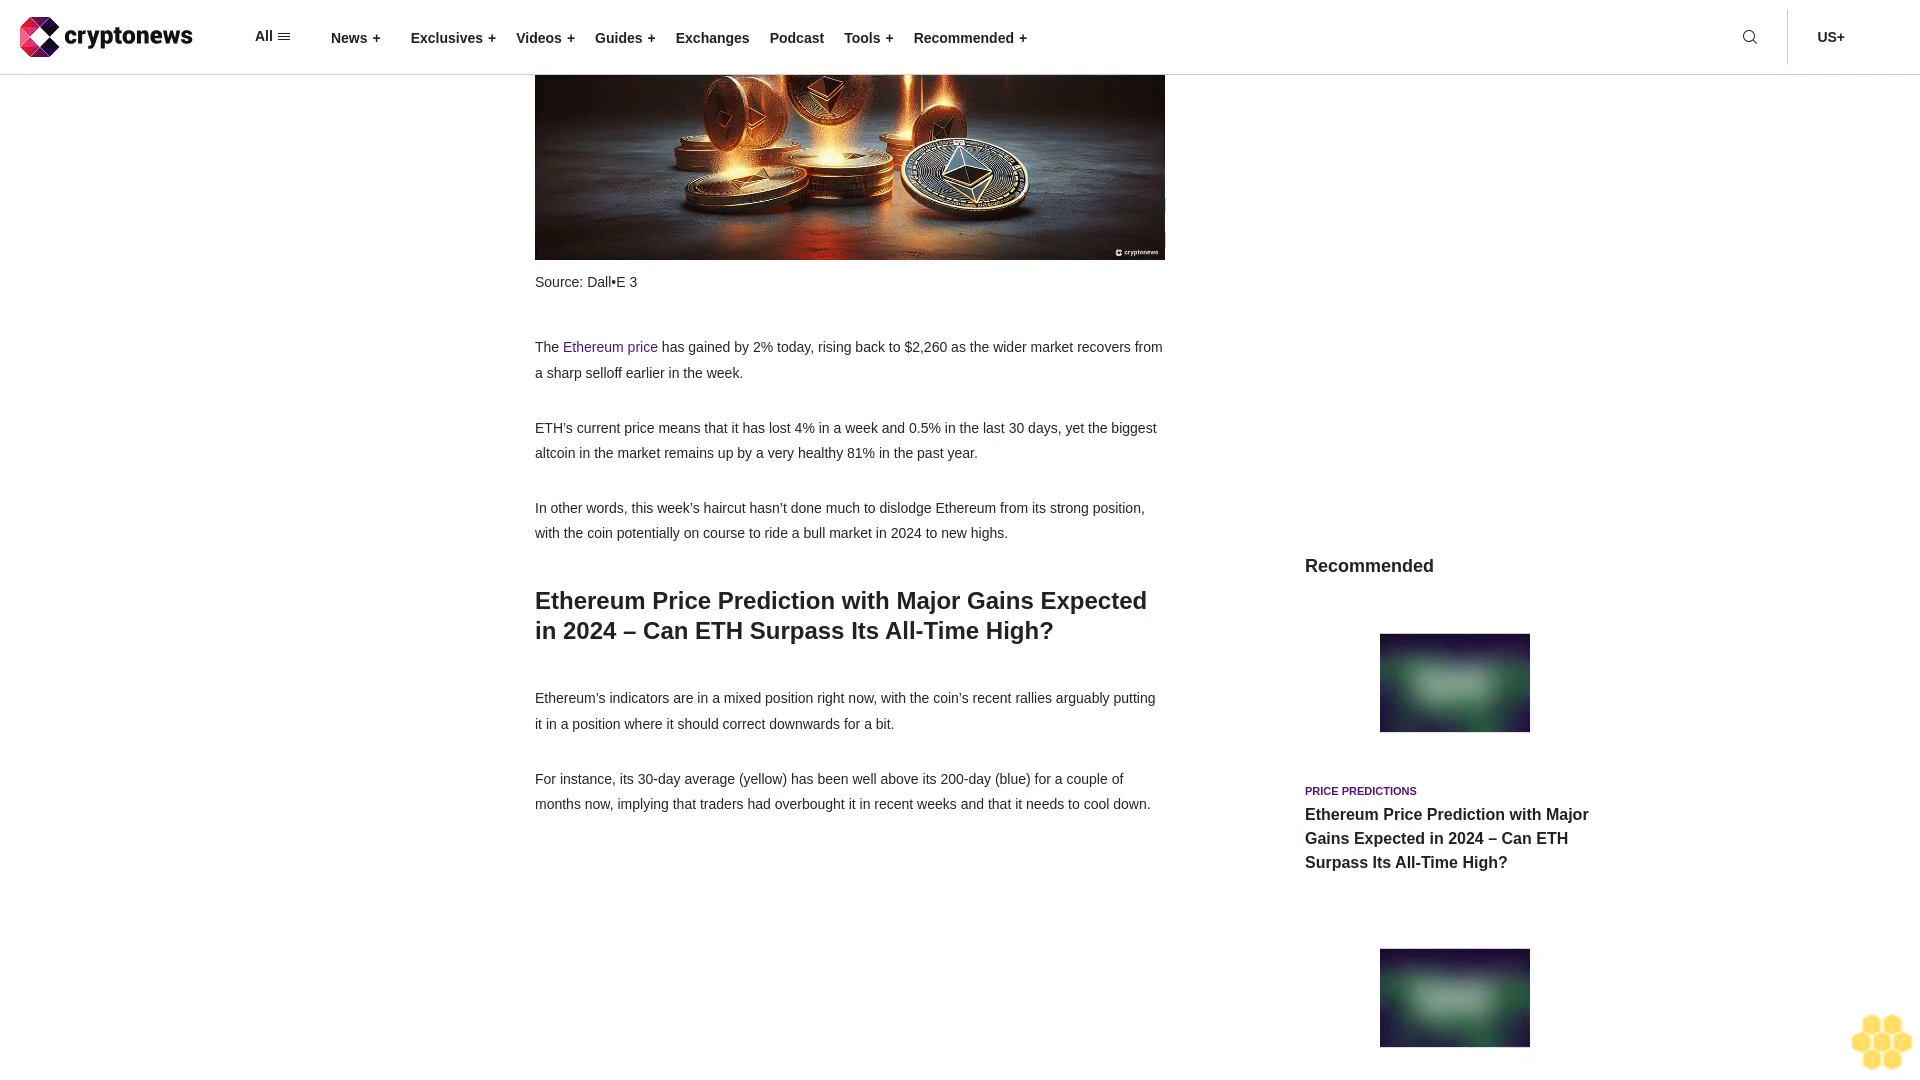 cryptonews
All
News +
Exclusives +
Videos +
Guides +
Exchanges
Podcast
Tools +
Recommended +
US+
cryptonews
Source: Dall•E 3
The Ethereum price has gained by 2% today, rising back to $2,260 as the wider market recovers from
a sharp selloff earlier in the week.
ETH’s current price means that it has lost 4% in a week and 0.5% in the last 30 days, yet the biggest
altcoin in the market remains up by a very healthy 81% in the past year.
In other words, this week’s haircut hasn’t done much to dislodge Ethereum from its strong position,
with the coin potentially on course to ride a bull market in 2024 to new highs.
Ethereum Price Prediction with Major Gains Expected
in 2024 – Can ETH Surpass Its All-Time High?
Ethereum’s indicators are in a mixed position right now, with the coin’s recent rallies arguably putting
it in a position where it should correct downwards for a bit.
For instance, its 30-day average (yellow) has been well above its 200-day (blue) for a couple of
months now, implying that traders had overbought it in recent weeks and that it needs to cool down.
Recommended
PRICE PREDICTIONS
Ethereum Price Prediction with Major
Gains Expected in 2024 – Can ETH
Surpass Its All-Time High?